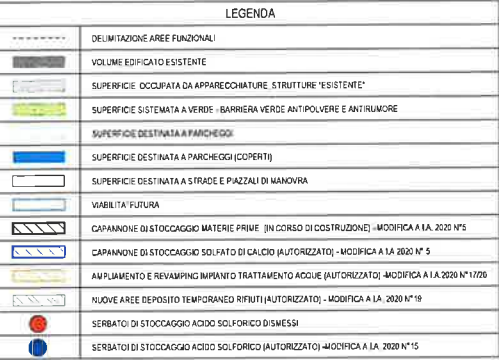 LEGENDA
DELIMITAZIONE AREE FUNZIONALI
VOLUME EDIFICATO ESISTENTE
SUPERFICIE OCCUPATA DA APPARECCHIATURE, STRUTTURE "ESISTENTE"
SUPERFICIE SISTEMATA A VERDE - BARRIERA VERDE ANTIPOLVERE E ANTIRUMORE
SUPERFICIE DESTINATA A PARCHEGGI
SUPERFICIE DESTINATA A PARCHEGGI (COPERTI)
SUPERFICIE DESTINATA A STRADE E PIAZZALI DI MANOVRA
VIABILITA' FUTURA
CAPANNONE DI STOCCAGGIO MATERIE PRIME (IN CORSO DI COSTRUZIONE) - MODIFICA A I.A. 2020 N°5
CAPANNONE DI STOCCAGGIO SOLFATO DI CALCIO (AUTORIZZATO) - MODIFICA A I.A 2020 N° 5
AMPLIAMENTO E REVAMPING IMPIANTO TRATTAMENTO ACQUE (AUTORIZZATO) -MODIFICA A I.A.2020 N°17/20
NUOVE AREE DEPOSITO TEMPORANEO RIFIUTI (AUTORIZZATO) - MODIFICA A I.A. 2020 N°19
SERBATOI DI STOCCAGGIO ACIDO SOLFORICO DISMESSI
SERBATOI DI STOCCAGGIO ACIDO SOLFORICO (AUTORIZZATO) -MODIFICA A I.A. 2020 N°15